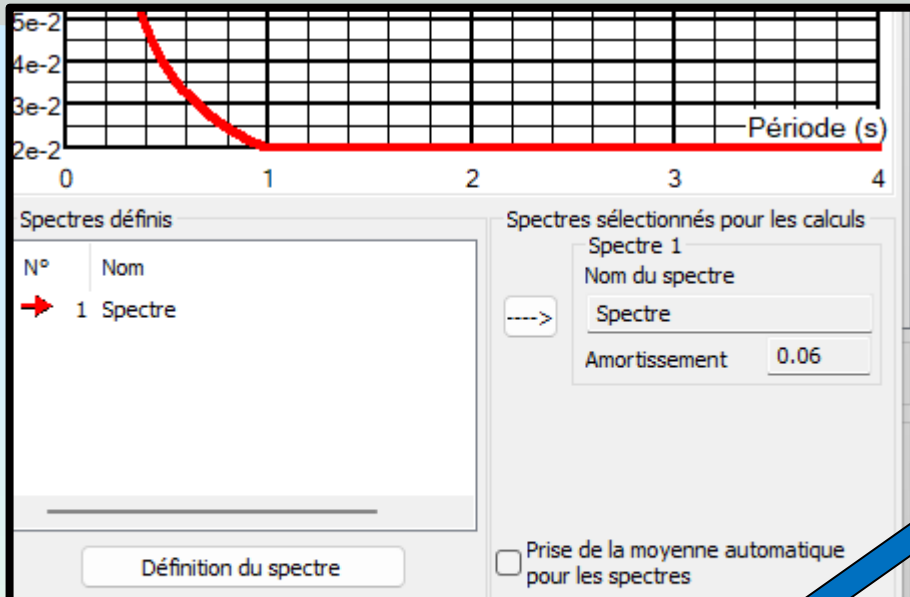 5e-2
4e-2
3e-2
2e-2
Période (s)
0 1 2 3 4
Spectres définis
N° Nom
1 Spectre
Définition du spectre
Spectres sélectionnés pour les calculs
Spectre 1
Nom du spectre
---->
Spectre
Amortissement 0.06
Prise de la moyenne automatique
pour les spectres